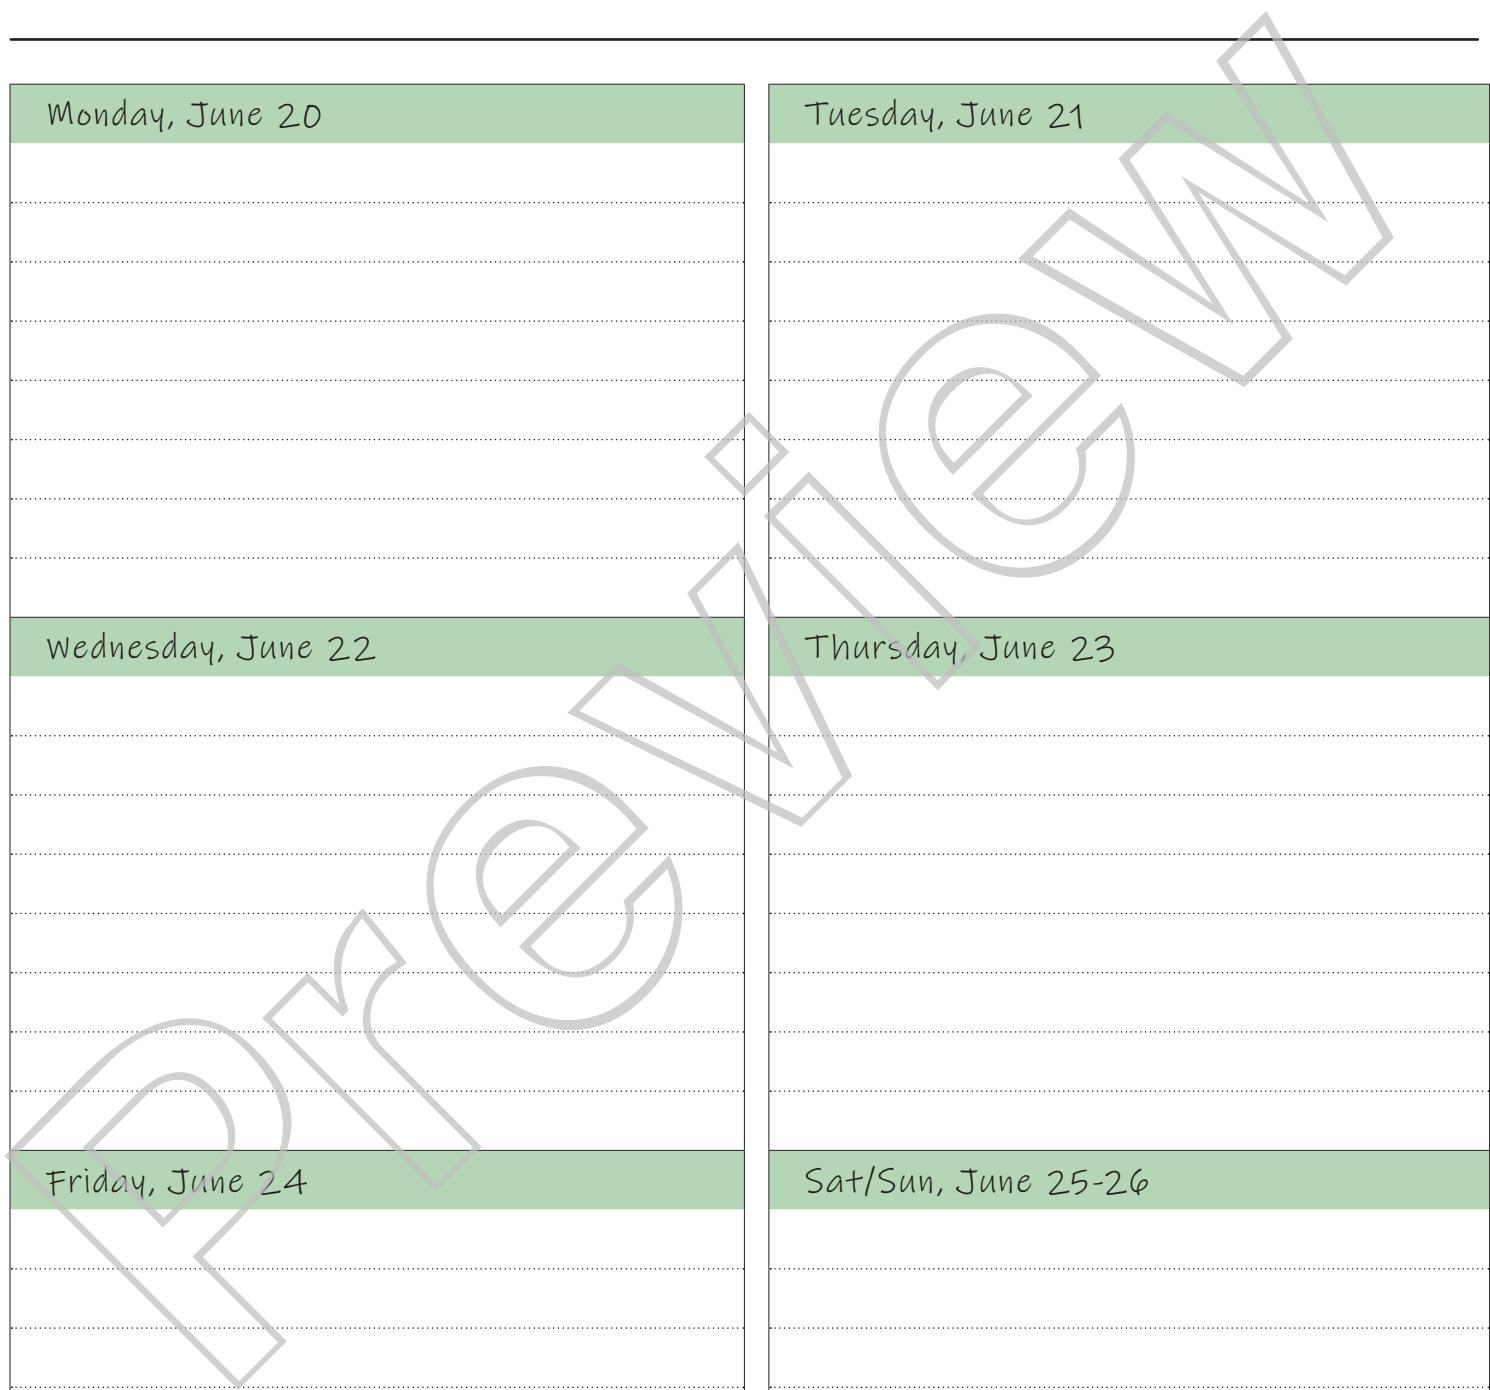 Monday, June 20
Tuesday, June 21
Wednesday, June 22
Thursday, June 23
Friday, June 24
Sat/Sun, June 25-26
Preview